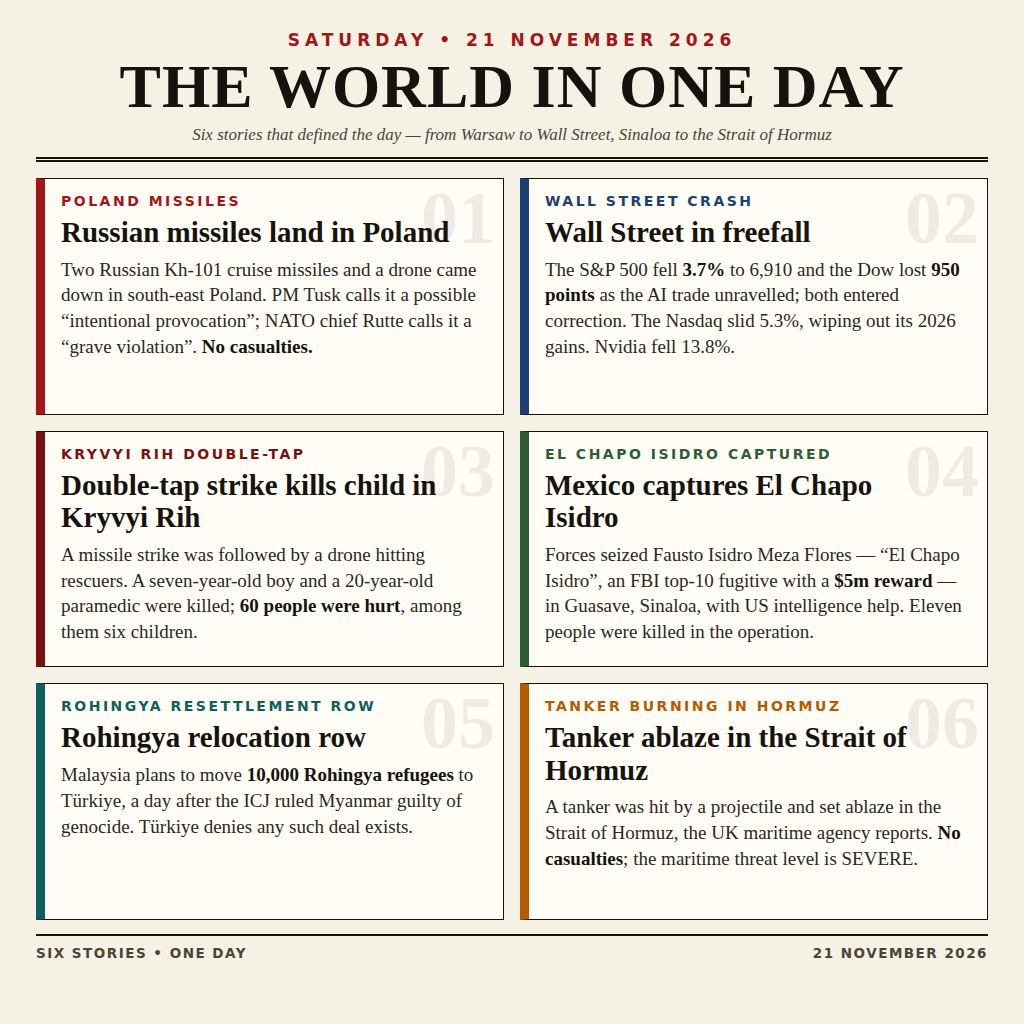 SATURDAY • 21 NOVEMBER 2026
THE WORLD IN ONE DAY
Six stories that defined the day — from Warsaw to Wall Street, Sinaloa to the Strait of Hormuz
01
POLAND MISSILES
Russian missiles land in Poland
Two Russian Kh-101 cruise missiles and a drone came
down in south-east Poland. PM Tusk calls it a possible
“intentional provocation”; NATO chief Rutte calls it a
“grave violation”. No casualties.
02
WALL STREET CRASH
Wall Street in freefall
The S&P 500 fell 3.7% to 6,910 and the Dow lost 950
points as the AI trade unravelled; both entered
correction. The Nasdaq slid 5.3%, wiping out its 2026
gains. Nvidia fell 13.8%.
03
KRYVYI RIH DOUBLE-TAP
Double-tap strike kills child in
Kryvyi Rih
A missile strike was followed by a drone hitting
rescuers. A seven-year-old boy and a 20-year-old
paramedic were killed; 60 people were hurt, among
them six children.
04
EL CHAPO ISIDRO CAPTURED
Mexico captures El Chapo
Isidro
Forces seized Fausto Isidro Meza Flores — “El Chapo
Isidro”, an FBI top-10 fugitive with a $5m reward —
in Guasave, Sinaloa, with US intelligence help. Eleven
people were killed in the operation.
05
ROHINGYA RESETTLEMENT ROW
Rohingya relocation row
Malaysia plans to move 10,000 Rohingya refugees to
Türkiye, a day after the ICJ ruled Myanmar guilty of
genocide. Türkiye denies any such deal exists.
06
TANKER BURNING IN HORMUZ
Tanker ablaze in the Strait of
Hormuz
A tanker was hit by a projectile and set ablaze in the
Strait of Hormuz, the UK maritime agency reports. No
casualties; the maritime threat level is SEVERE.
SIX STORIES • ONE DAY
21 NOVEMBER 2026